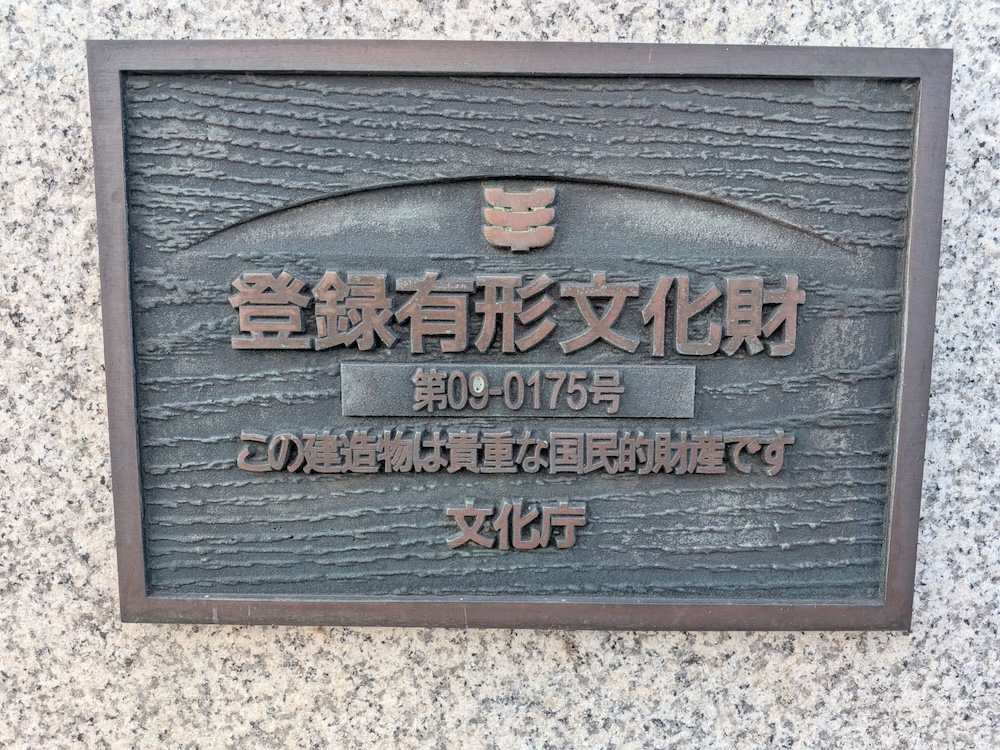 登録有形文化財
第09-0175号
この建造物は貴重な国民的財産です
文化庁